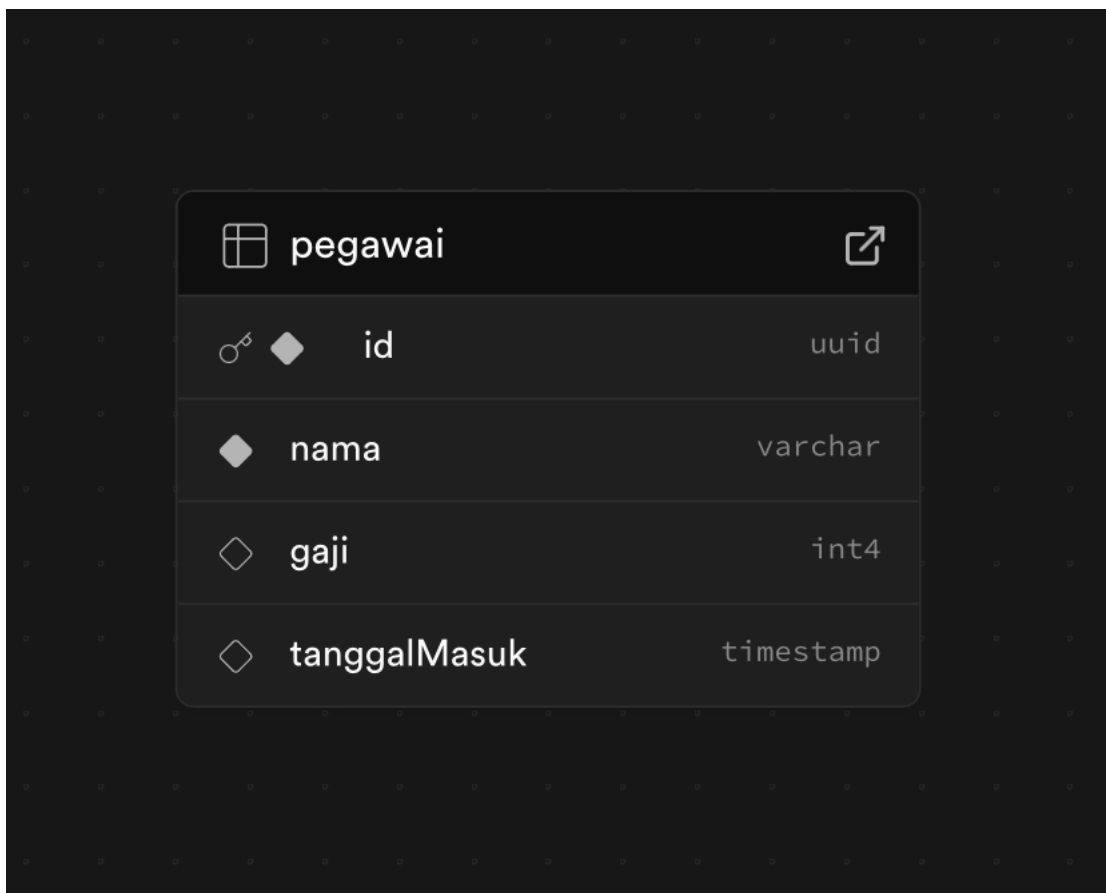 pegawai
id uuid
nama varchar
gaji int4
tanggalMasuk timestamp